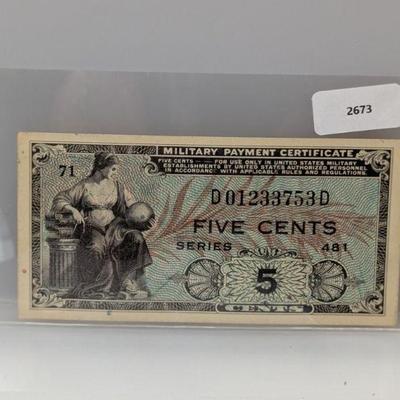 2673
MILITARY PAYMENT CERTIFICATE
FIVE CENTS — — FOR USE ONLY IN UNITED STATES MILITARY
ESTABLISHMENTS BY UNITED STATES AUTHORIZED PERSONNEL
IN ACCORDANCE WITH APPLICABLE RULES AND REGULATIONS.
71
D01233753D
FIVE CENTS
SERIES 481
5
CENTS